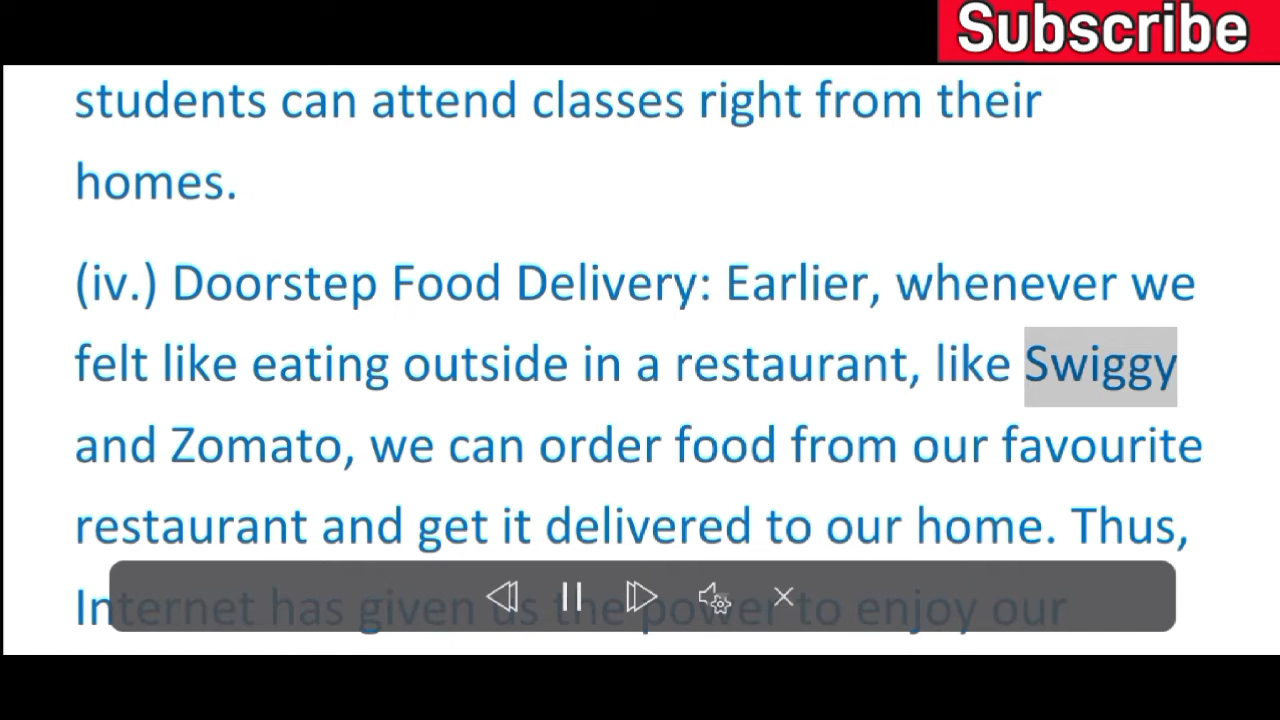 Subscribe
students can attend classes right from their
homes.
(iv.) Doorstep Food Delivery: Earlier, whenever we
felt like eating outside in a restaurant, like Swiggy
and Zomato, we can order food from our favourite
restaurant and get it delivered to our home. Thus,
Internet has given us the power to enjoy our